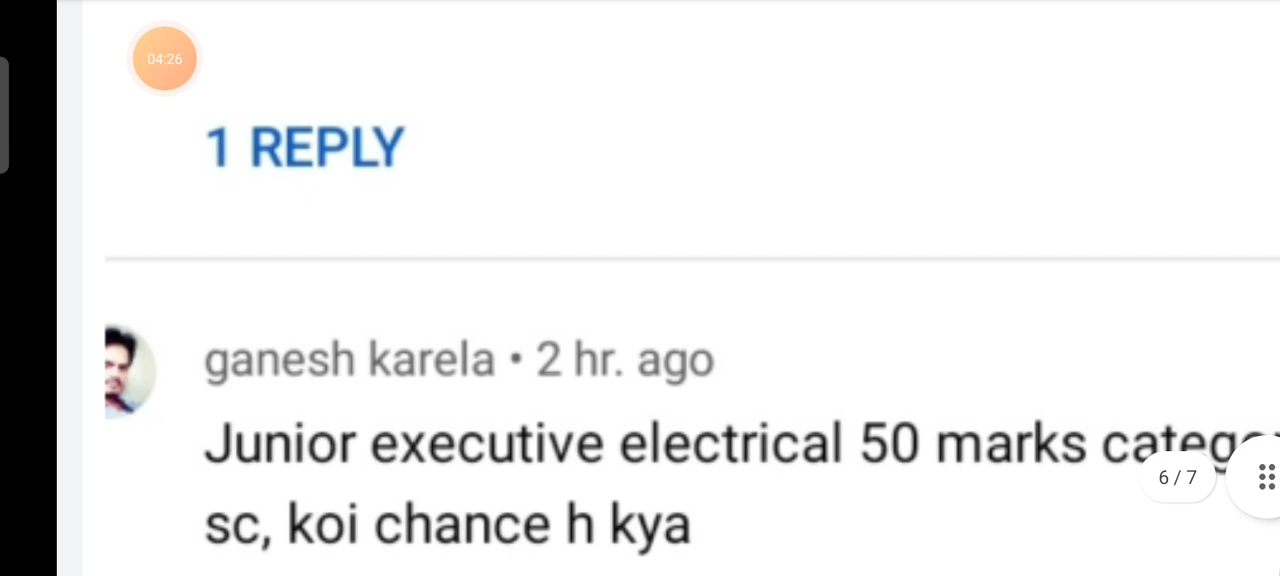 04:26
1 REPLY
ganesh karela • 2 hr. ago
Junior executive electrical 50 marks
6 / 7
sc, koi chance h kya